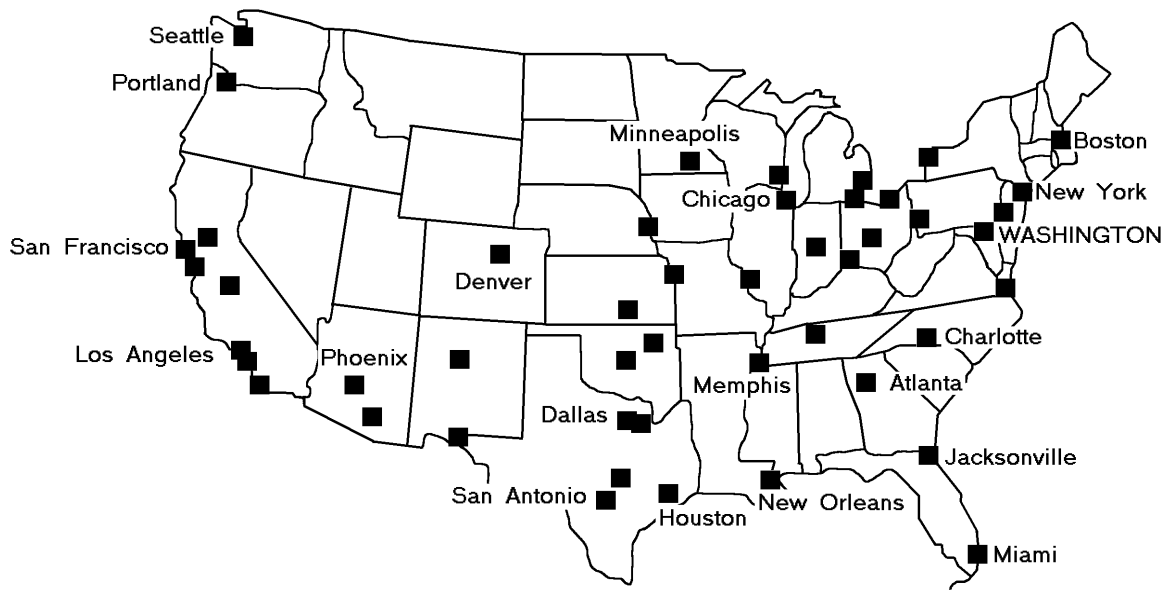 Seattle
Portland
Minneapolis
Boston
Chicago
New York
WASHINGTON
San Francisco
Denver
Charlotte
Los Angeles
Phoenix
Memphis
Atlanta
Dallas
Jacksonville
San Antonio
New Orleans
Houston
Miami